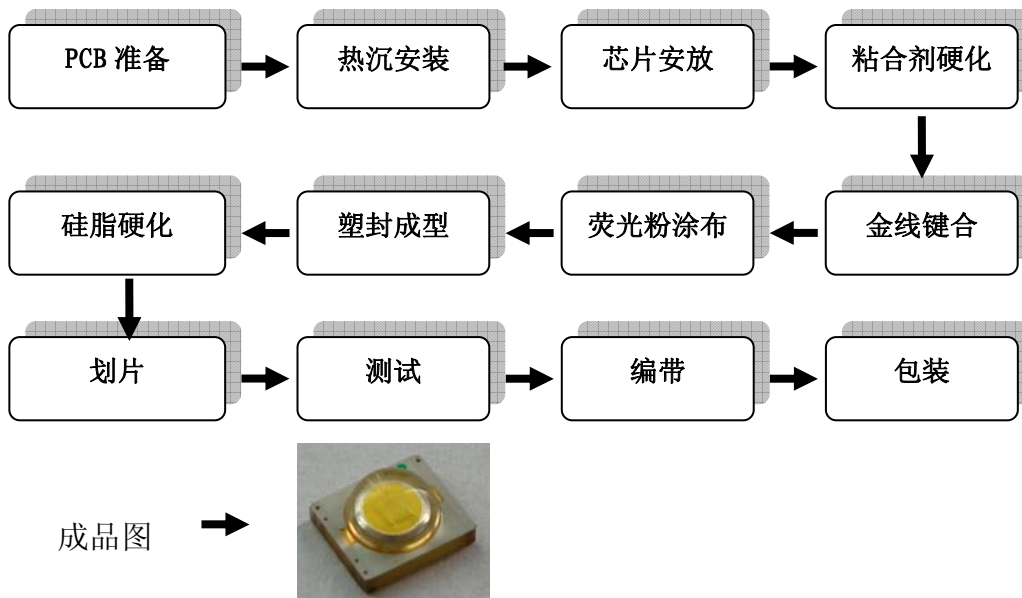 PCB 准备
热沉安装
芯片安放
粘合剂硬化
金线键合
荧光粉涂布
塑封成型
硅脂硬化
划片
测试
编带
包装
成品图